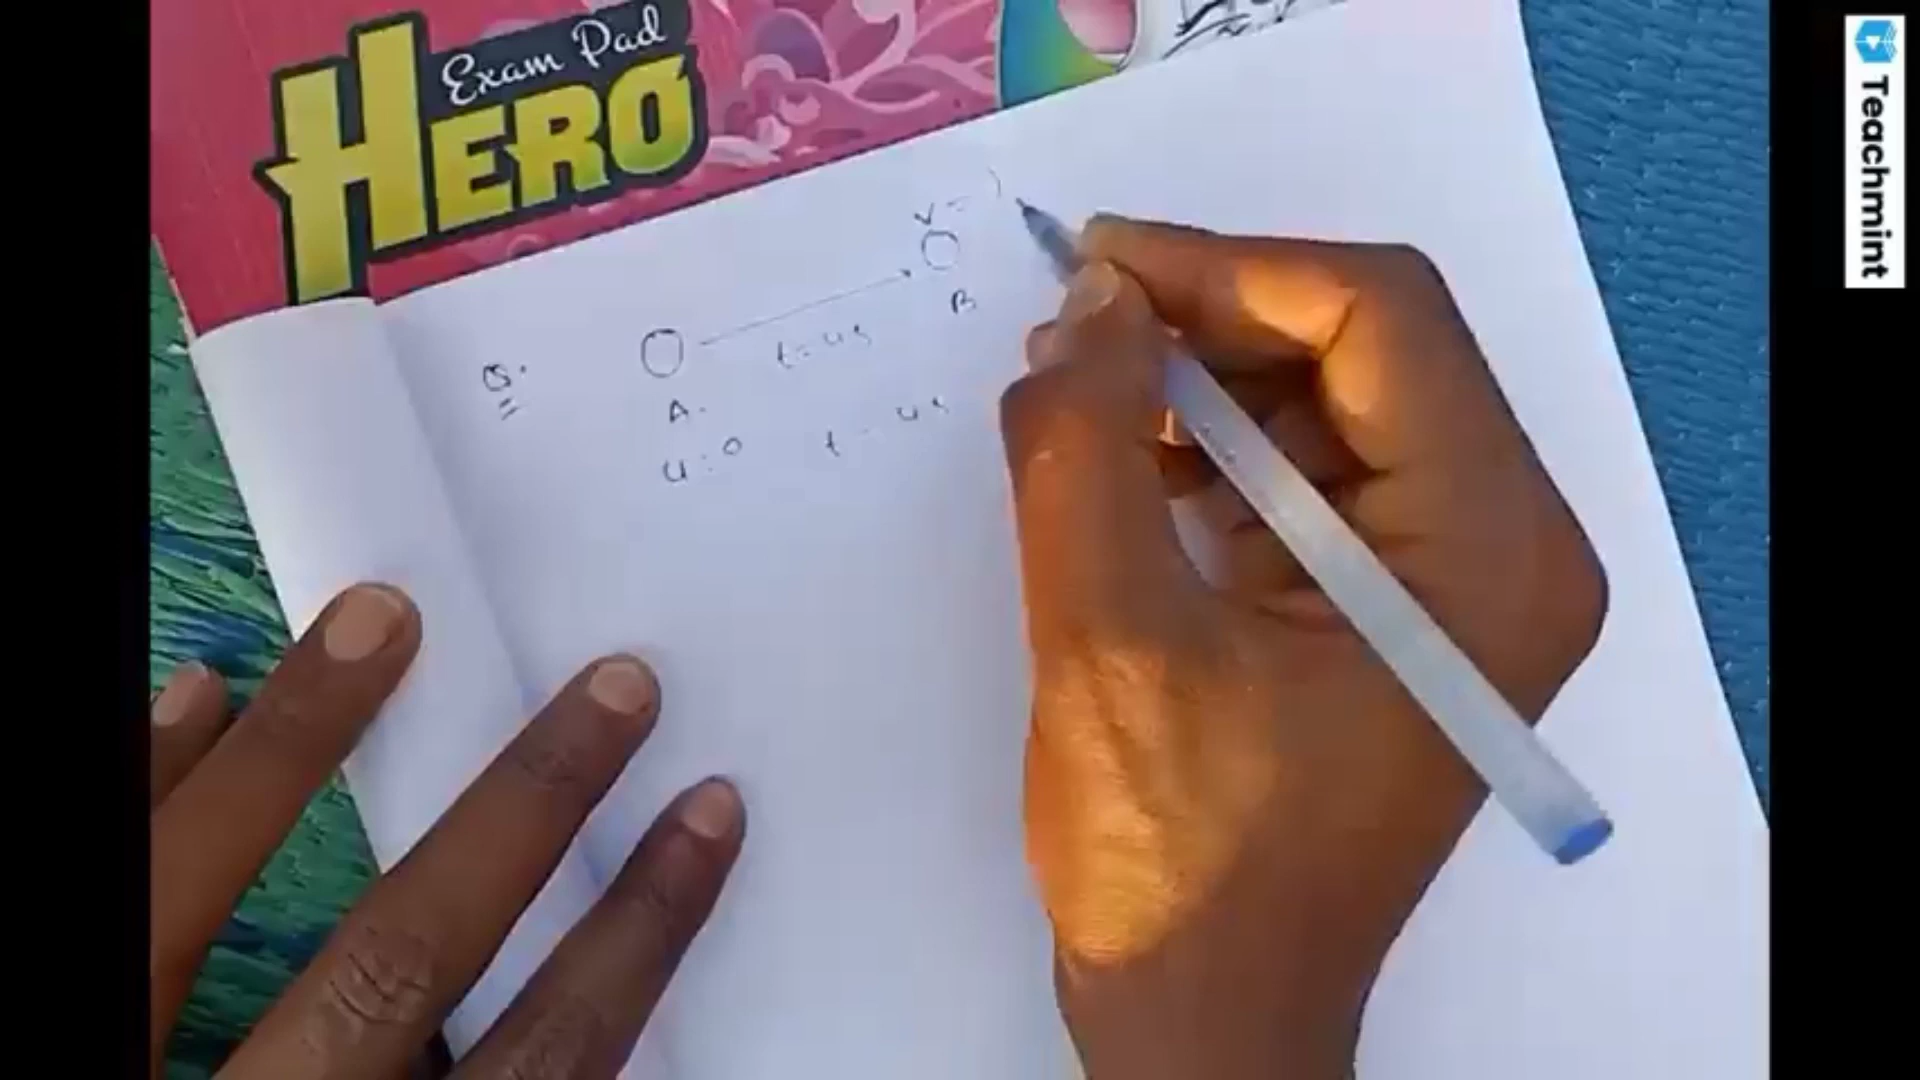 Exam Pad
HERO
V =
B
t = 4s
Q.
A.
u = 0 t = 4s
Teachmint